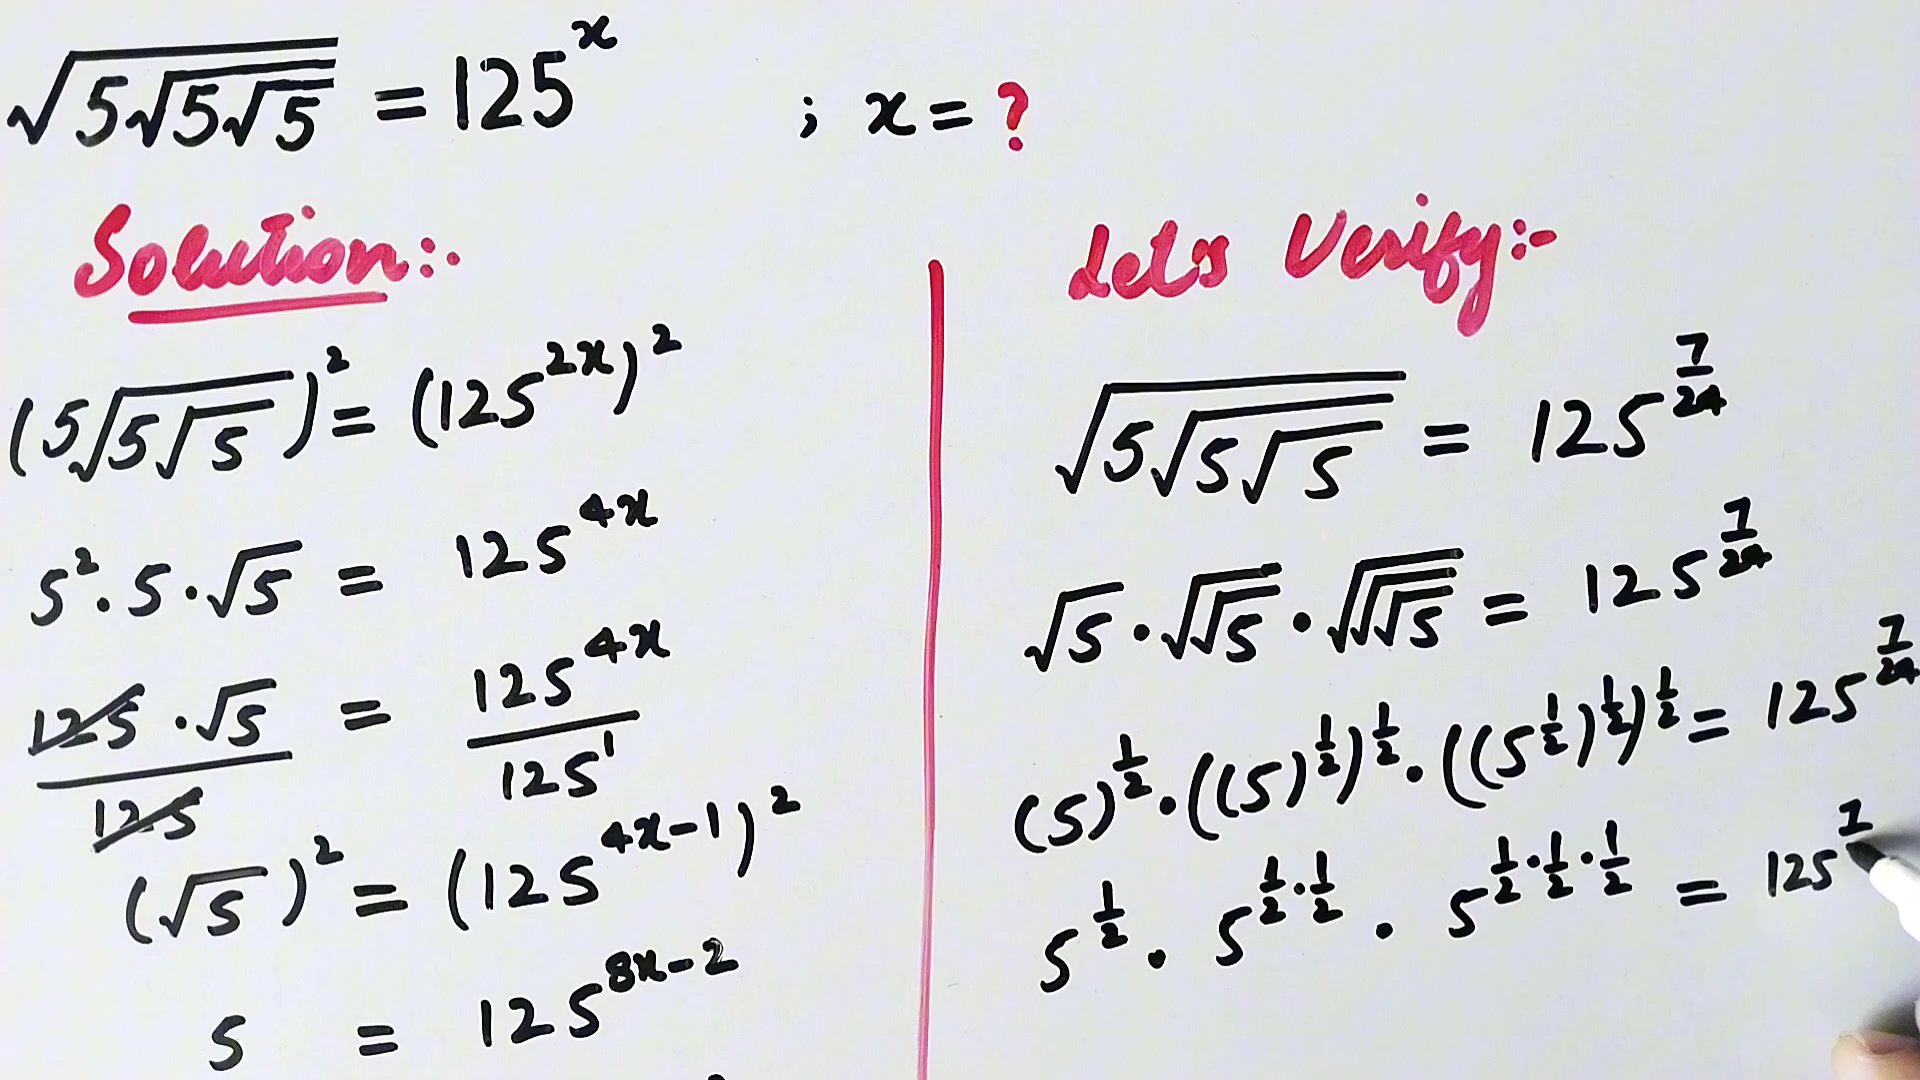 √(5√(5√5)) = 125^x ; x = ?
Solution:-
(5√(5√5))² = (125^(2x))²
5² · 5 · √5 = 125^(4x)
(125 · √5)/125 = 125^(4x)/125¹
(√5)² = (125^(4x-1))²
5 = 125^(8x-2)
Let's Verify:-
√(5√(5√5)) = 125^(7/24)
√5 · √(√5) · √(√(√5)) = 125^(7/24)
(5)^(1/2) · ((5)^(1/2))^(1/2) · ((5^(1/2))^(1/2))^(1/2) = 125^(7/24)
5^(1/2) · 5^(1/2 · 1/2) · 5^(1/2 · 1/2 · 1/2) = 125^7